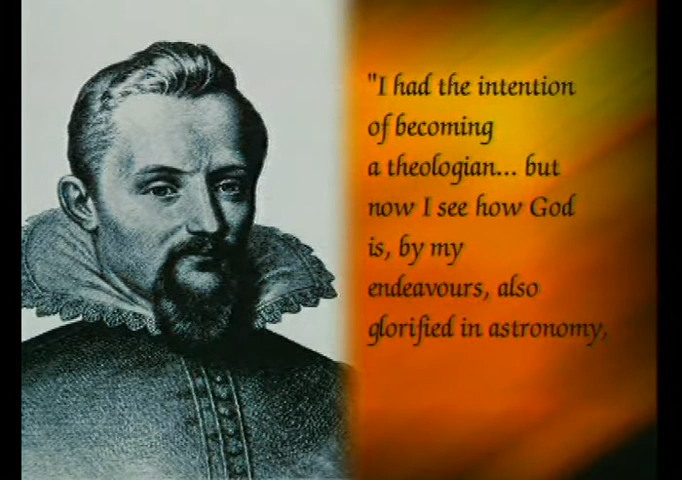 "I had the intention
of becoming
a theologian... but
now I see how God
is, by my
endeavours, also
glorified in astronomy,